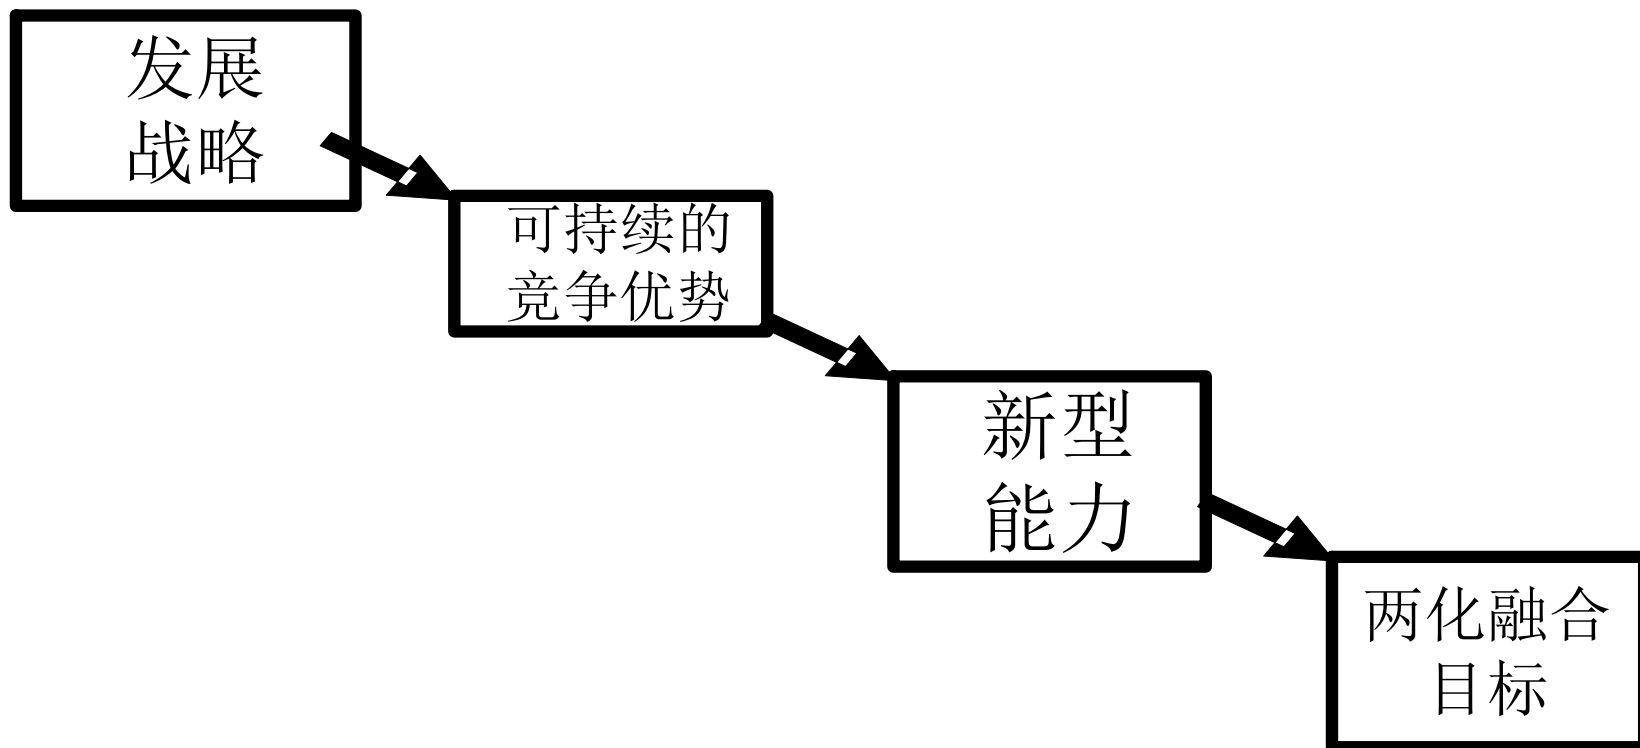 发展
战略
可持续的
竞争优势
新型
能力
两化融合
目标